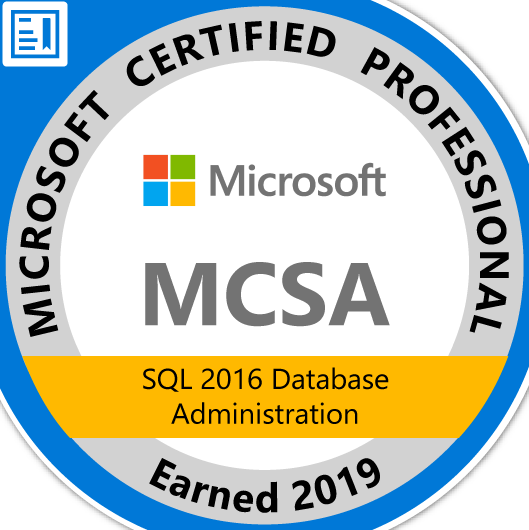 MICROSOFT CERTIFIED PROFESSIONAL
Microsoft
MCSA
SQL 2016 Database
Administration
Earned 2019